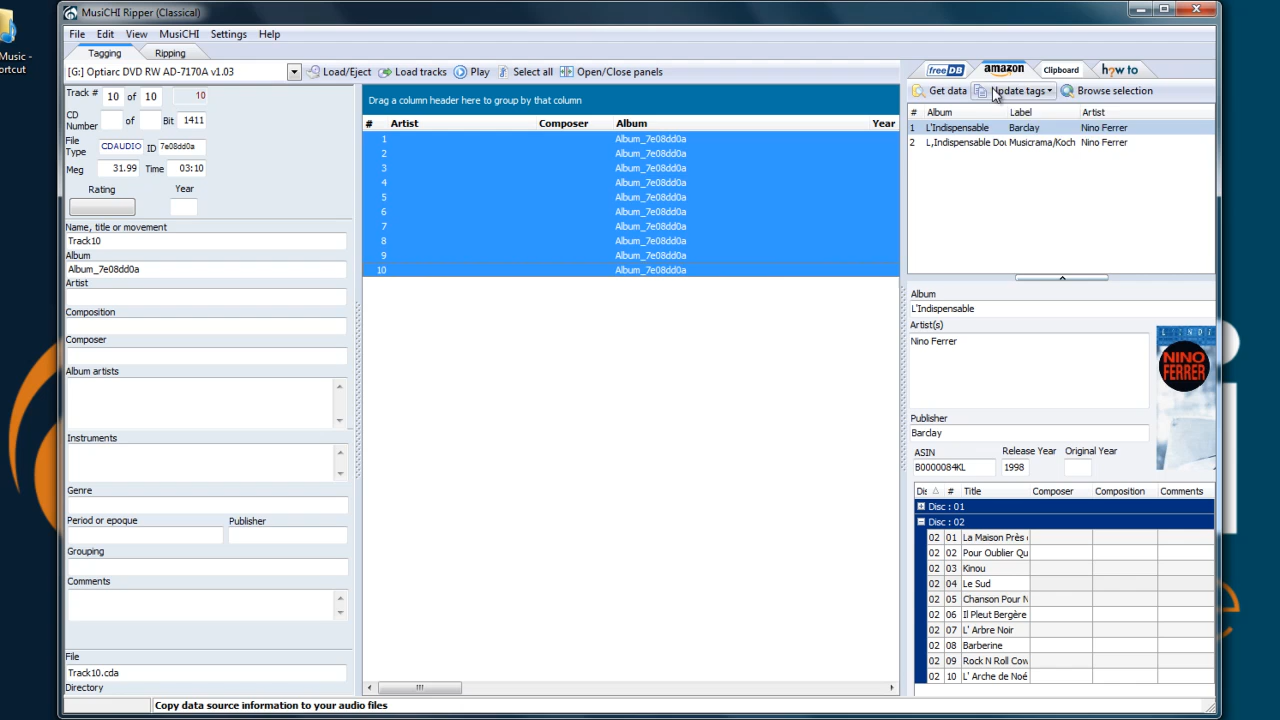 MusiCHI Ripper (Classical)
Music -
ortcut
File Edit View MusiCHI Settings Help
Tagging Ripping
[G:] Optiarc DVD RW AD-7170A v1.03 Load/Eject Load tracks Play Select all Open/Close panels
freeDB amazon Clipboard how to
Get data Update tags Browse selection
Track # 10 of 10 10
CD Number of Bit 1411
File Type CDAUDIO ID 7e08dd0a
Meg 31.99 Time 03:10
Rating Year
Name, title or movement
Track10
Album
Album_7e08dd0a
Artist
Composition
Composer
Album artists
Instruments
Genre
Period or epoque Publisher
Grouping
Comments
File
Track10.cda
Directory
Drag a column header here to group by that column
# Artist Composer Album Year
1 Album_7e08dd0a
2 Album_7e08dd0a
3 Album_7e08dd0a
4 Album_7e08dd0a
5 Album_7e08dd0a
6 Album_7e08dd0a
7 Album_7e08dd0a
8 Album_7e08dd0a
9 Album_7e08dd0a
10 Album_7e08dd0a
# Album Label Artist
1 L'Indispensable Barclay Nino Ferrer
2 L,Indispensable Dou Musicrama/Koch Nino Ferrer
Album
L'Indispensable
Artist(s)
Nino Ferrer
L I N D I
NINO
FERRER
Publisher
Barclay
ASIN Release Year Original Year
B0000084KL 1998
Dis # Title Composer Composition Comments
Disc : 01
Disc : 02
02 01 La Maison Près
02 02 Pour Oublier Qu
02 03 Kinou
02 04 Le Sud
02 05 Chanson Pour N
02 06 Il Pleut Bergère
02 07 L' Arbre Noir
02 08 Barberine
02 09 Rock N Roll Cow
02 10 L' Arche de Noé
Copy data source information to your audio files